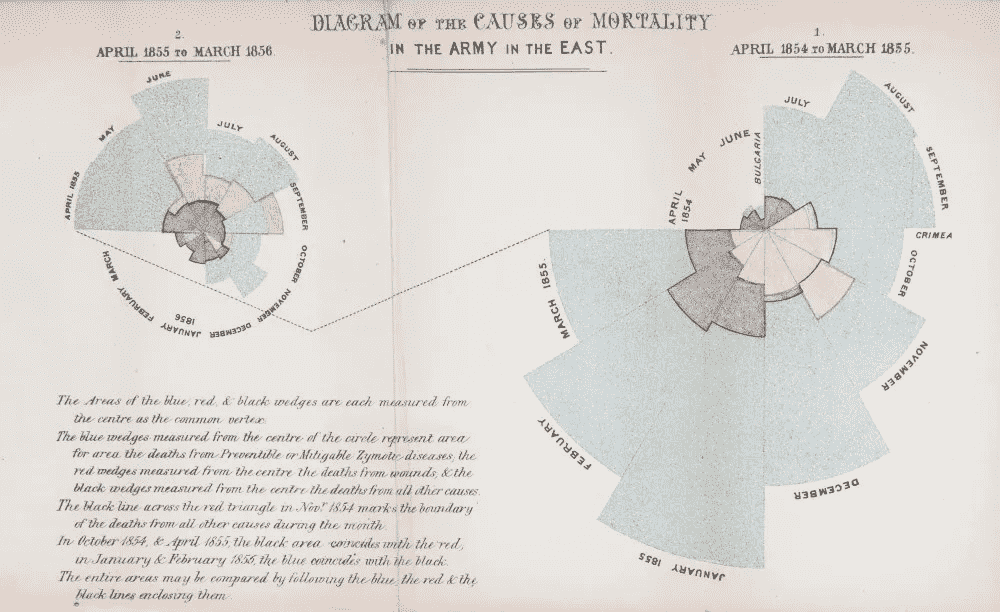 DIAGRAM OF THE CAUSES OF MORTALITY
IN THE ARMY IN THE EAST.
2.
APRIL 1855 TO MARCH 1856.
1.
APRIL 1854 TO MARCH 1855.
APRIL 1855
MAY
JUNE
JULY
AUGUST
SEPTEMBER
OCTOBER
NOVEMBER
DECEMBER
JANUARY
1856
FEBRUARY
MARCH
APRIL
1854
MAY
JUNE
BULGARIA
JULY
AUGUST
SEPTEMBER
CRIMEA
OCTOBER
NOVEMBER
DECEMBER
JANUARY 1855
FEBRUARY
MARCH 1855.
The Areas of the blue, red, & black wedges are each measured from
the centre as the common vertex.
The blue wedges measured from the centre of the circle represent area
for area the deaths from Preventible or Mitigable Zymotic diseases, the
red wedges measured from the centre the deaths from wounds, & the
black wedges measured from the centre the deaths from all other causes.
The black line across the red triangle in Novr. 1854 marks the boundary
of the deaths from all other causes during the month.
In October 1854, & April 1855, the black area coincides with the red,
in January & February 1855, the blue coincides with the black.
The entire areas may be compared by following the blue, the red & the
black lines enclosing them.